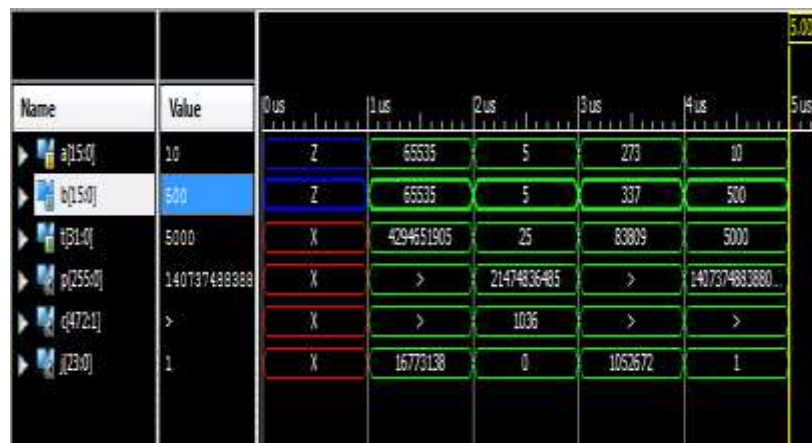 5.00
Name Value 0 us 1 us 2 us 3 us 4 us 5 us
a[15:0] 10 Z 65535 5 273 10
b[15:0] 500 Z 65535 5 337 500
t[31:0] 5000 X 4294651905 25 83809 5000
p[255:0] 140737488388 X > 21474836485 > 1407374883880...
c[472:1] > X > 1036 > >
j[23:0] 1 X 16773138 0 1052672 1